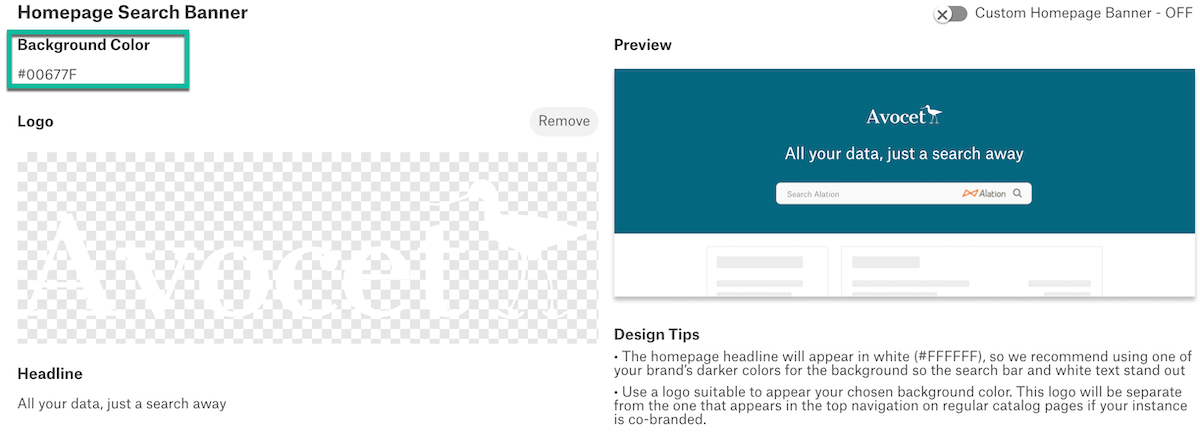 Homepage Search Banner
Custom Homepage Banner - OFF
Background Color
#00677F
Logo
Remove
Avocet
Headline
All your data, just a search away
Preview
Avocet
All your data, just a search away
Search Alation
Alation
Design Tips
• The homepage headline will appear in white (#FFFFFF), so we recommend using one of
your brand's darker colors for the background so the search bar and white text stand out
• Use a logo suitable to appear your chosen background color. This logo will be separate
from the one that appears in the top navigation on regular catalog pages if your instance
is co-branded.